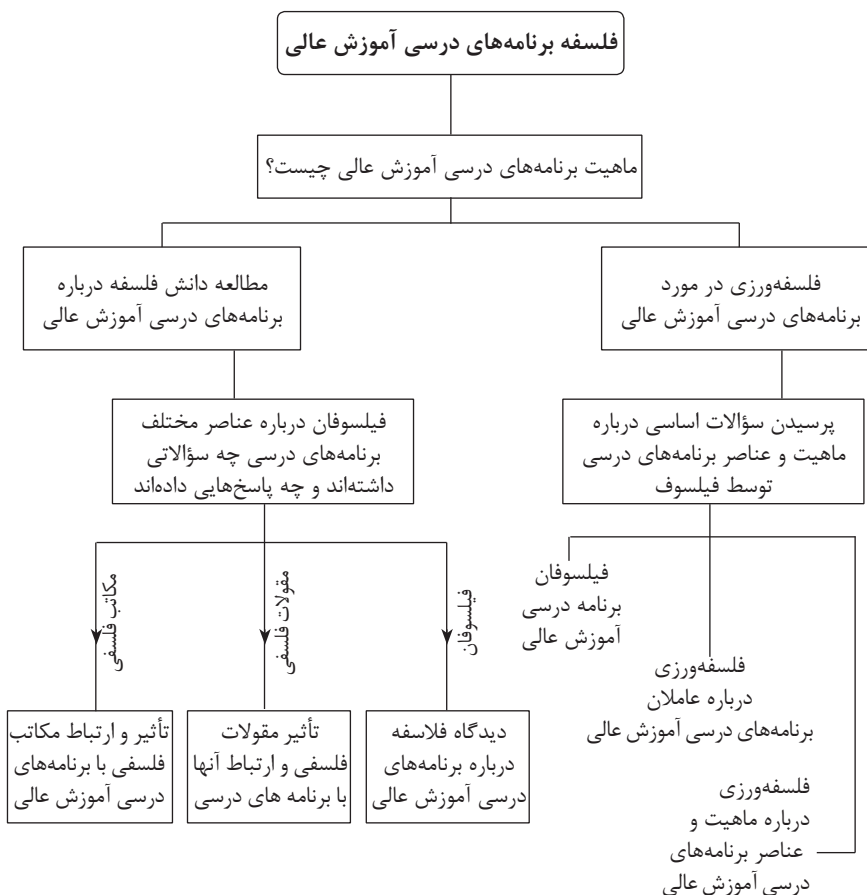 فلسفه برنامه‌های درسی آموزش عالی
ماهیت برنامه‌های درسی آموزش عالی چیست؟
فلسفه‌ورزی در مورد
برنامه‌های درسی آموزش عالی
مطالعه دانش فلسفه درباره
برنامه‌های درسی آموزش عالی
پرسیدن سؤالات اساسی درباره
ماهیت و عناصر برنامه‌های درسی
توسط فیلسوف
فیلسوفان درباره عناصر مختلف
برنامه‌های درسی چه سؤالاتی
داشته‌اند و چه پاسخ‌هایی داده‌اند
فیلسوفان
برنامه درسی
آموزش عالی
فلسفه‌ورزی
درباره عاملان
برنامه‌های درسی آموزش عالی
فلسفه‌ورزی
درباره ماهیت و
عناصر برنامه‌های
درسی آموزش عالی
فیلسوفان
مقولات فلسفی
مکاتب فلسفی
دیدگاه فلاسفه
درباره برنامه‌های
درسی آموزش عالی
تأثیر مقولات
فلسفی و ارتباط آنها
با برنامه های درسی
تأثیر و ارتباط مکاتب
فلسفی با برنامه‌های
درسی آموزش عالی